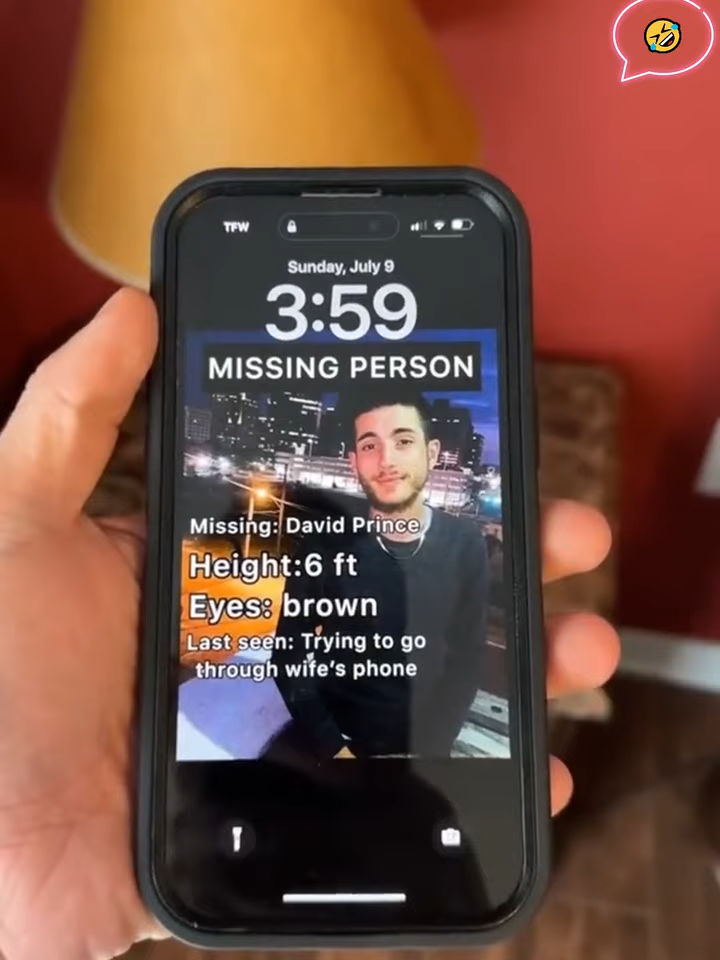 TFW
Sunday, July 9
3:59
MISSING PERSON
Missing: David Prince
Height:6 ft
Eyes: brown
Last seen: Trying to go
through wife's phone